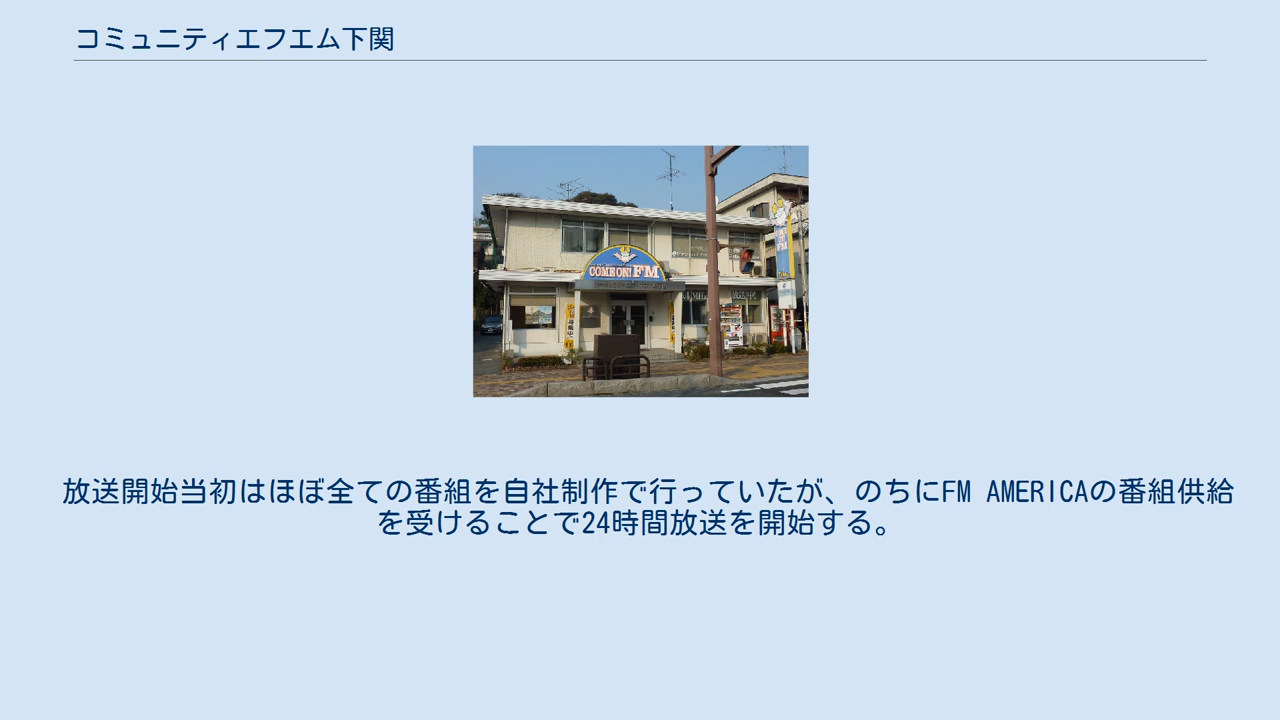 コミュニティエフエム下関
COME ON! FM
放送開始当初はほぼ全ての番組を自社制作で行っていたが、のちにFM AMERICAの番組供給
を受けることで24時間放送を開始する。